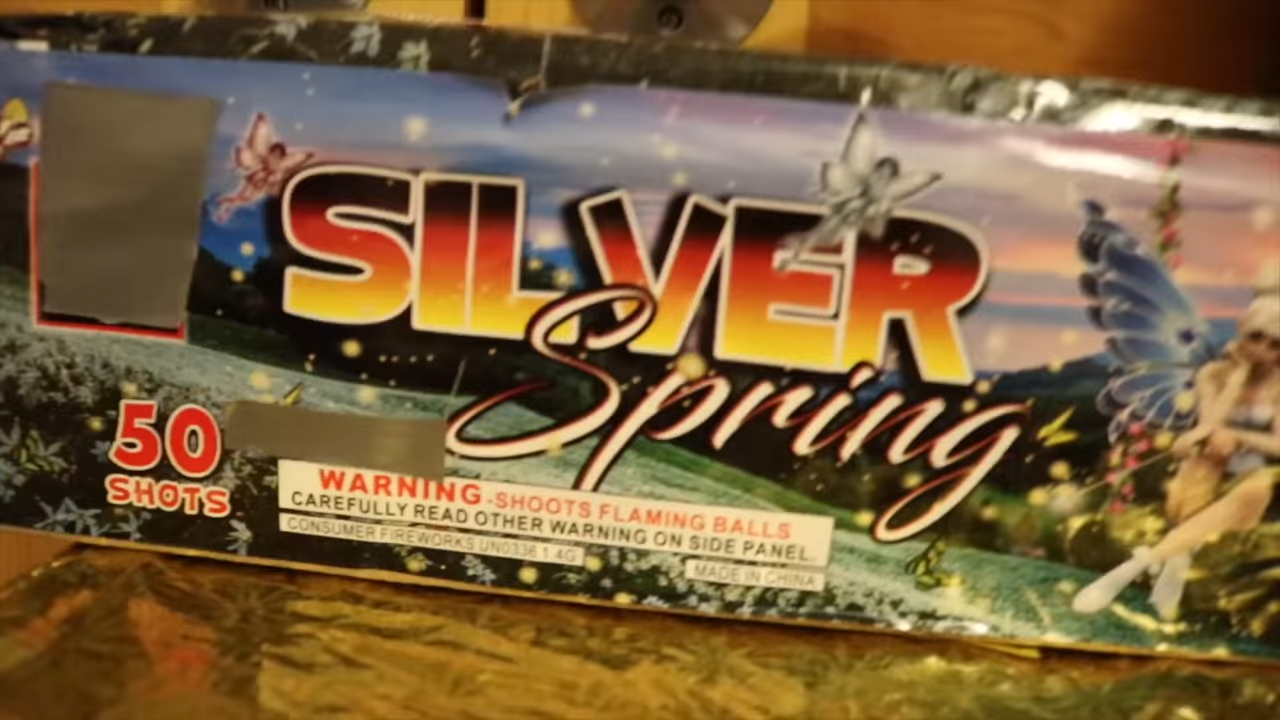 SILVER
Spring
50
SHOTS
WARNING-SHOOTS FLAMING BALLS
CAREFULLY READ OTHER WARNING ON SIDE PANEL.
CONSUMER FIREWORKS UN0336 1.4G
MADE IN CHINA